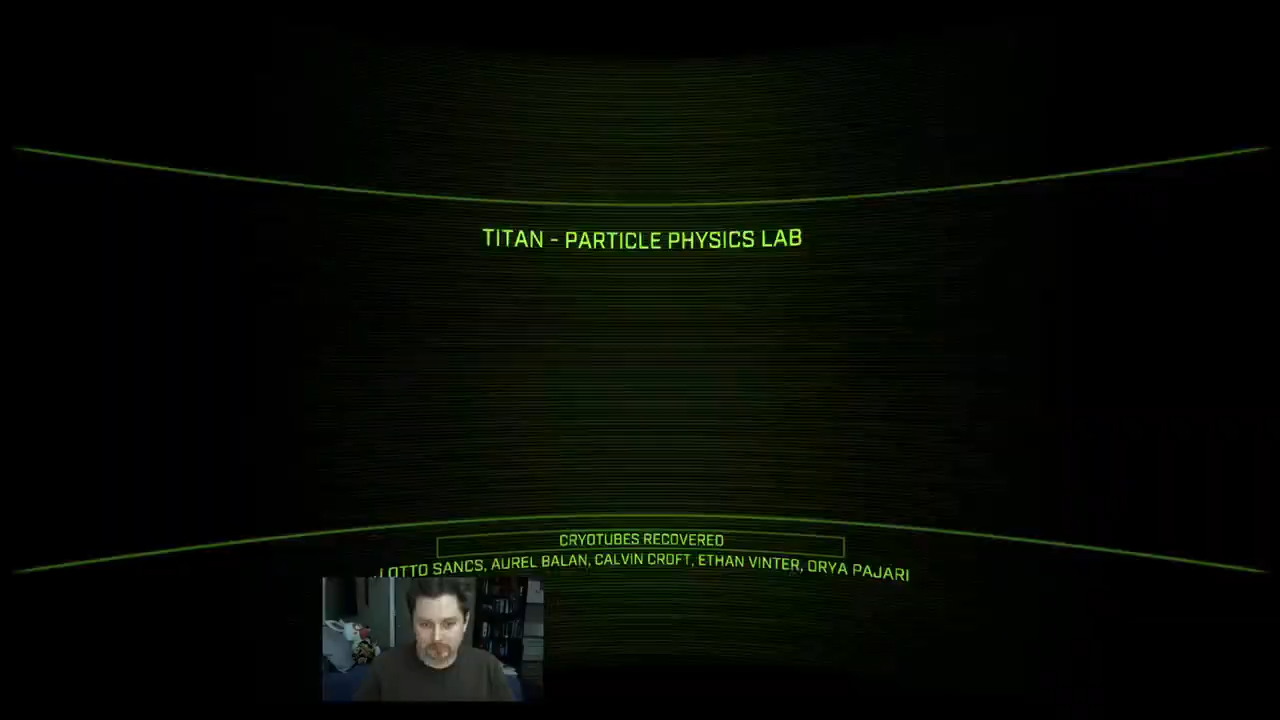 TITAN - PARTICLE PHYSICS LAB
CRYOTUBES RECOVERED
LOTTO SANCS, AUREL BALAN, CALVIN CROFT, ETHAN VINTER, ORYA PAJARI